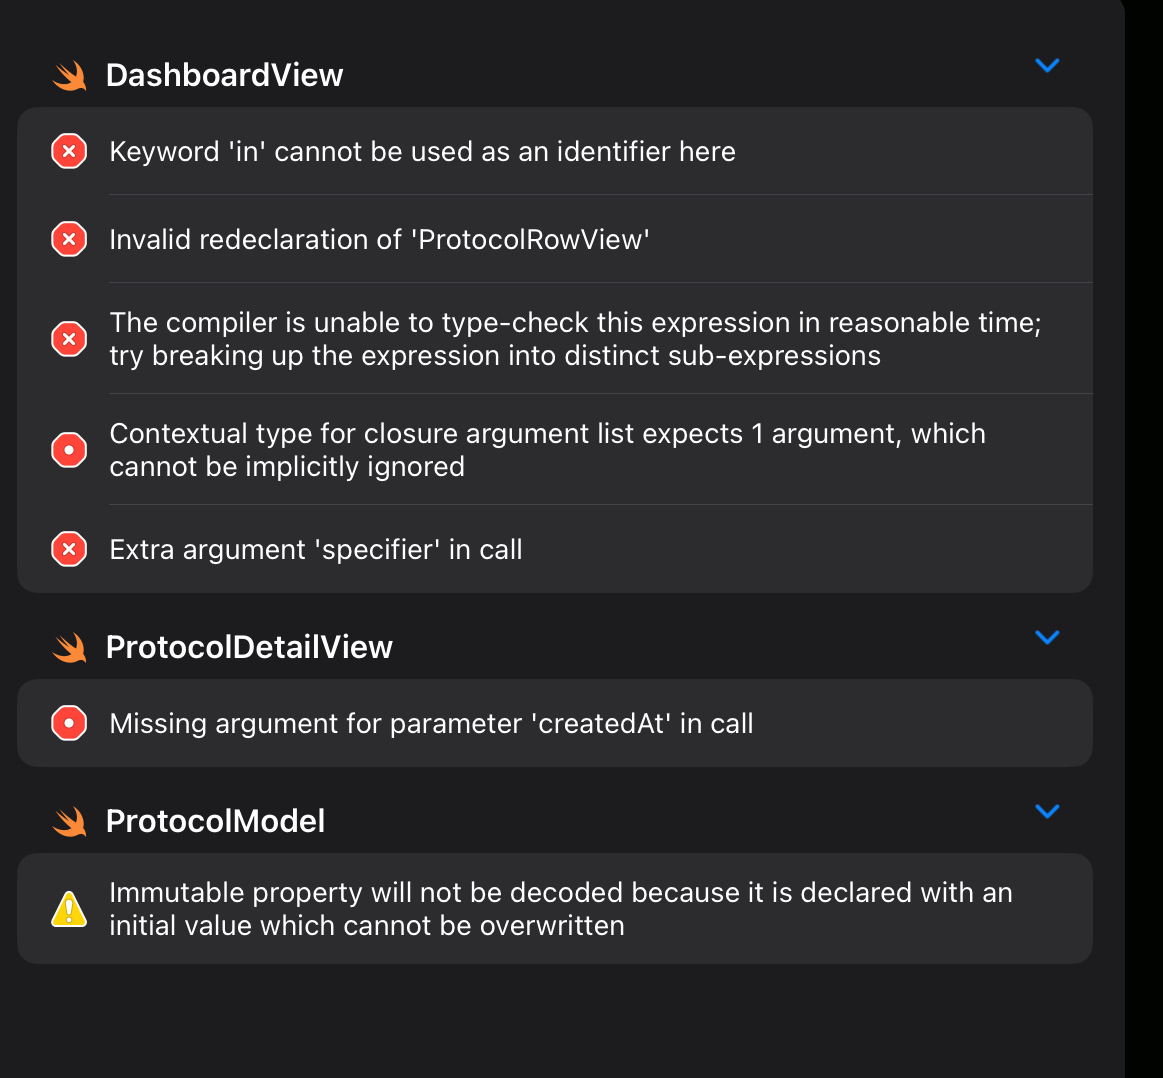 DashboardView
Keyword 'in' cannot be used as an identifier here
Invalid redeclaration of 'ProtocolRowView'
The compiler is unable to type-check this expression in reasonable time;
try breaking up the expression into distinct sub-expressions
Contextual type for closure argument list expects 1 argument, which
cannot be implicitly ignored
Extra argument 'specifier' in call
ProtocolDetailView
Missing argument for parameter 'createdAt' in call
ProtocolModel
Immutable property will not be decoded because it is declared with an
initial value which cannot be overwritten